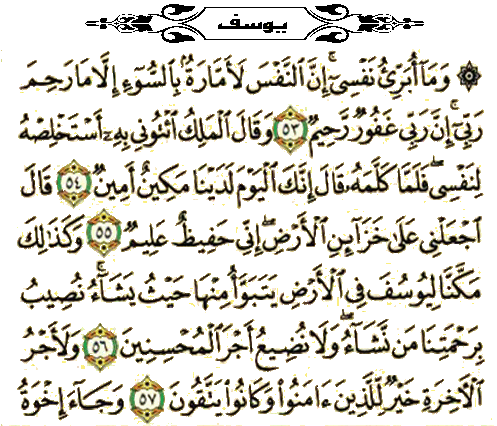 يوسف
۞ وَمَآ أُبَرِّئُ نَفْسِىٓ ۚ إِنَّ ٱلنَّفْسَ لَأَمَّارَةٌۢ بِٱلسُّوٓءِ إِلَّا مَا رَحِمَ
رَبِّىٓ ۚ إِنَّ رَبِّى غَفُورٌ رَّحِيمٌ ٥٣ وَقَالَ ٱلْمَلِكُ ٱئْتُونِى بِهِۦٓ أَسْتَخْلِصْهُ
لِنَفْسِى ۖ فَلَمَّا كَلَّمَهُۥ قَالَ إِنَّكَ ٱلْيَوْمَ لَدَيْنَا مَكِينٌ أَمِينٌ ٥٤ قَالَ
ٱجْعَلْنِى عَلَىٰ خَزَآئِنِ ٱلْأَرْضِ ۖ إِنِّى حَفِيظٌ عَلِيمٌ ٥٥ وَكَذَٰلِكَ
مَكَّنَّا لِيُوسُفَ فِى ٱلْأَرْضِ يَتَبَوَّأُ مِنْهَا حَيْثُ يَشَآءُ ۚ نُصِيبُ
بِرَحْمَتِنَا مَن نَّشَآءُ ۖ وَلَا نُضِيعُ أَجْرَ ٱلْمُحْسِنِينَ ٥٦ وَلَأَجْرُ
ٱلْـَٔاخِرَةِ خَيْرٌ لِّلَّذِينَ ءَامَنُوا۟ وَكَانُوا۟ يَتَّقُونَ ٥٧ وَجَآءَ إِخْوَةُ